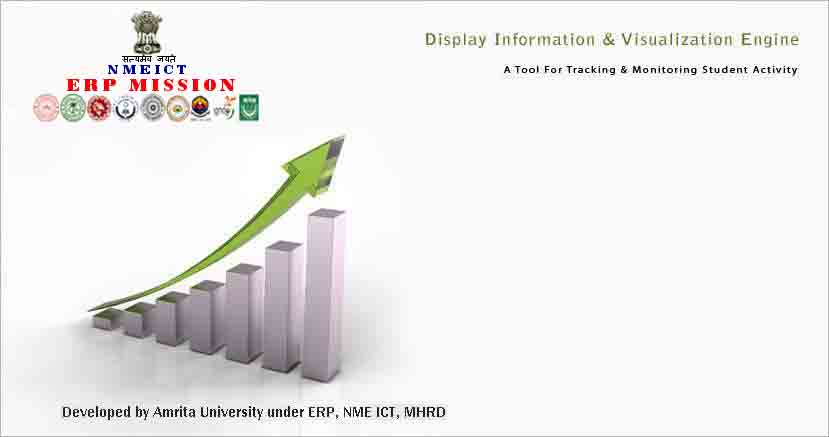 सत्यमेव जयते
NMEICT
ERP MISSION
Display Information & Visualization Engine
A Tool For Tracking & Monitoring Student Activity
Developed by Amrita University under ERP, NME ICT, MHRD